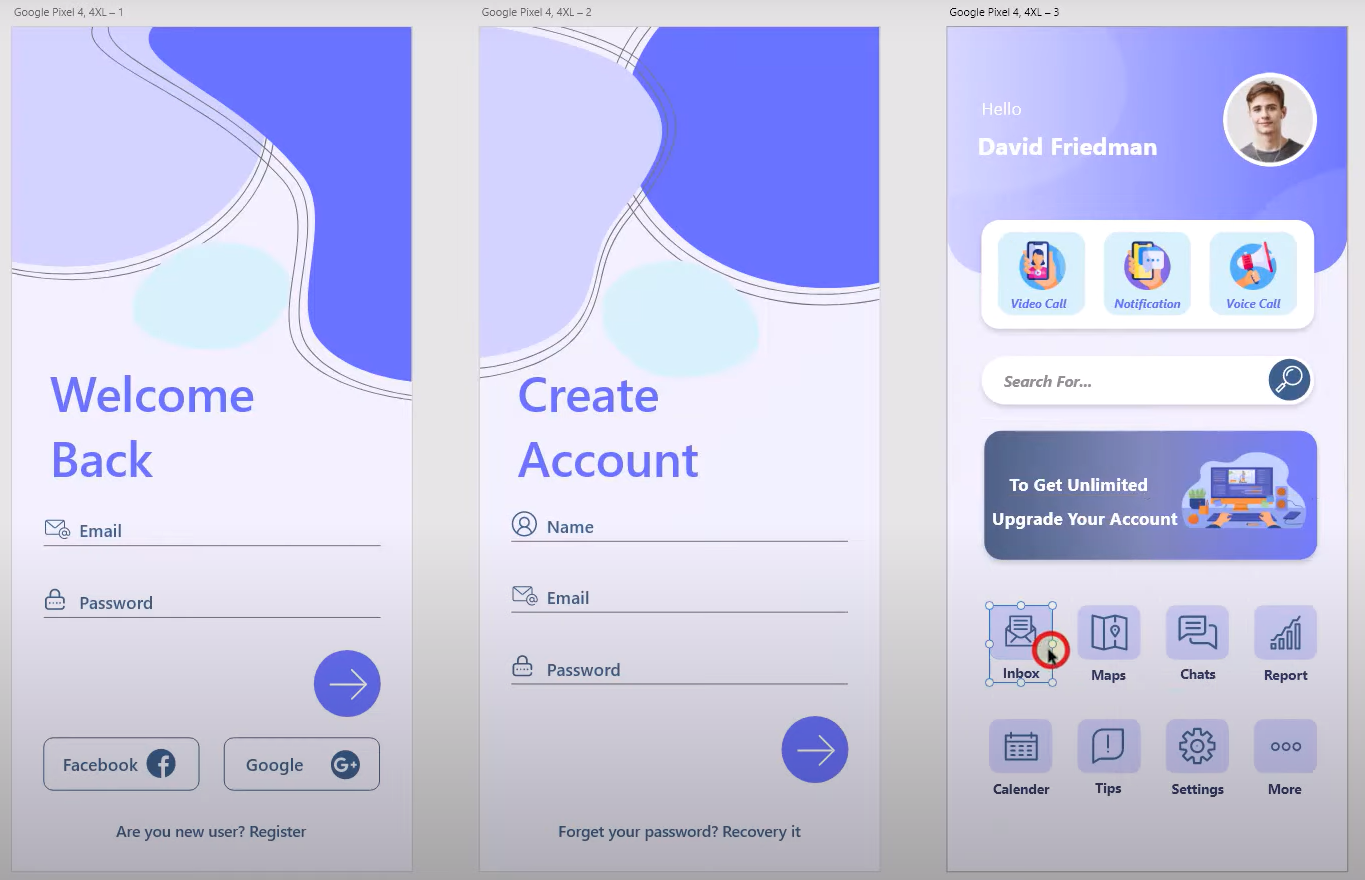 Google Pixel 4, 4XL – 1
Welcome
Back
Email
Password
Facebook
Google
Are you new user? Register
Google Pixel 4, 4XL – 2
Create
Account
Name
Email
Password
Forget your password? Recovery it
Google Pixel 4, 4XL – 3
Hello
David Friedman
Video Call
Notification
Voice Call
Search For...
To Get Unlimited
Upgrade Your Account
Inbox
Maps
Chats
Report
Calender
Tips
Settings
More